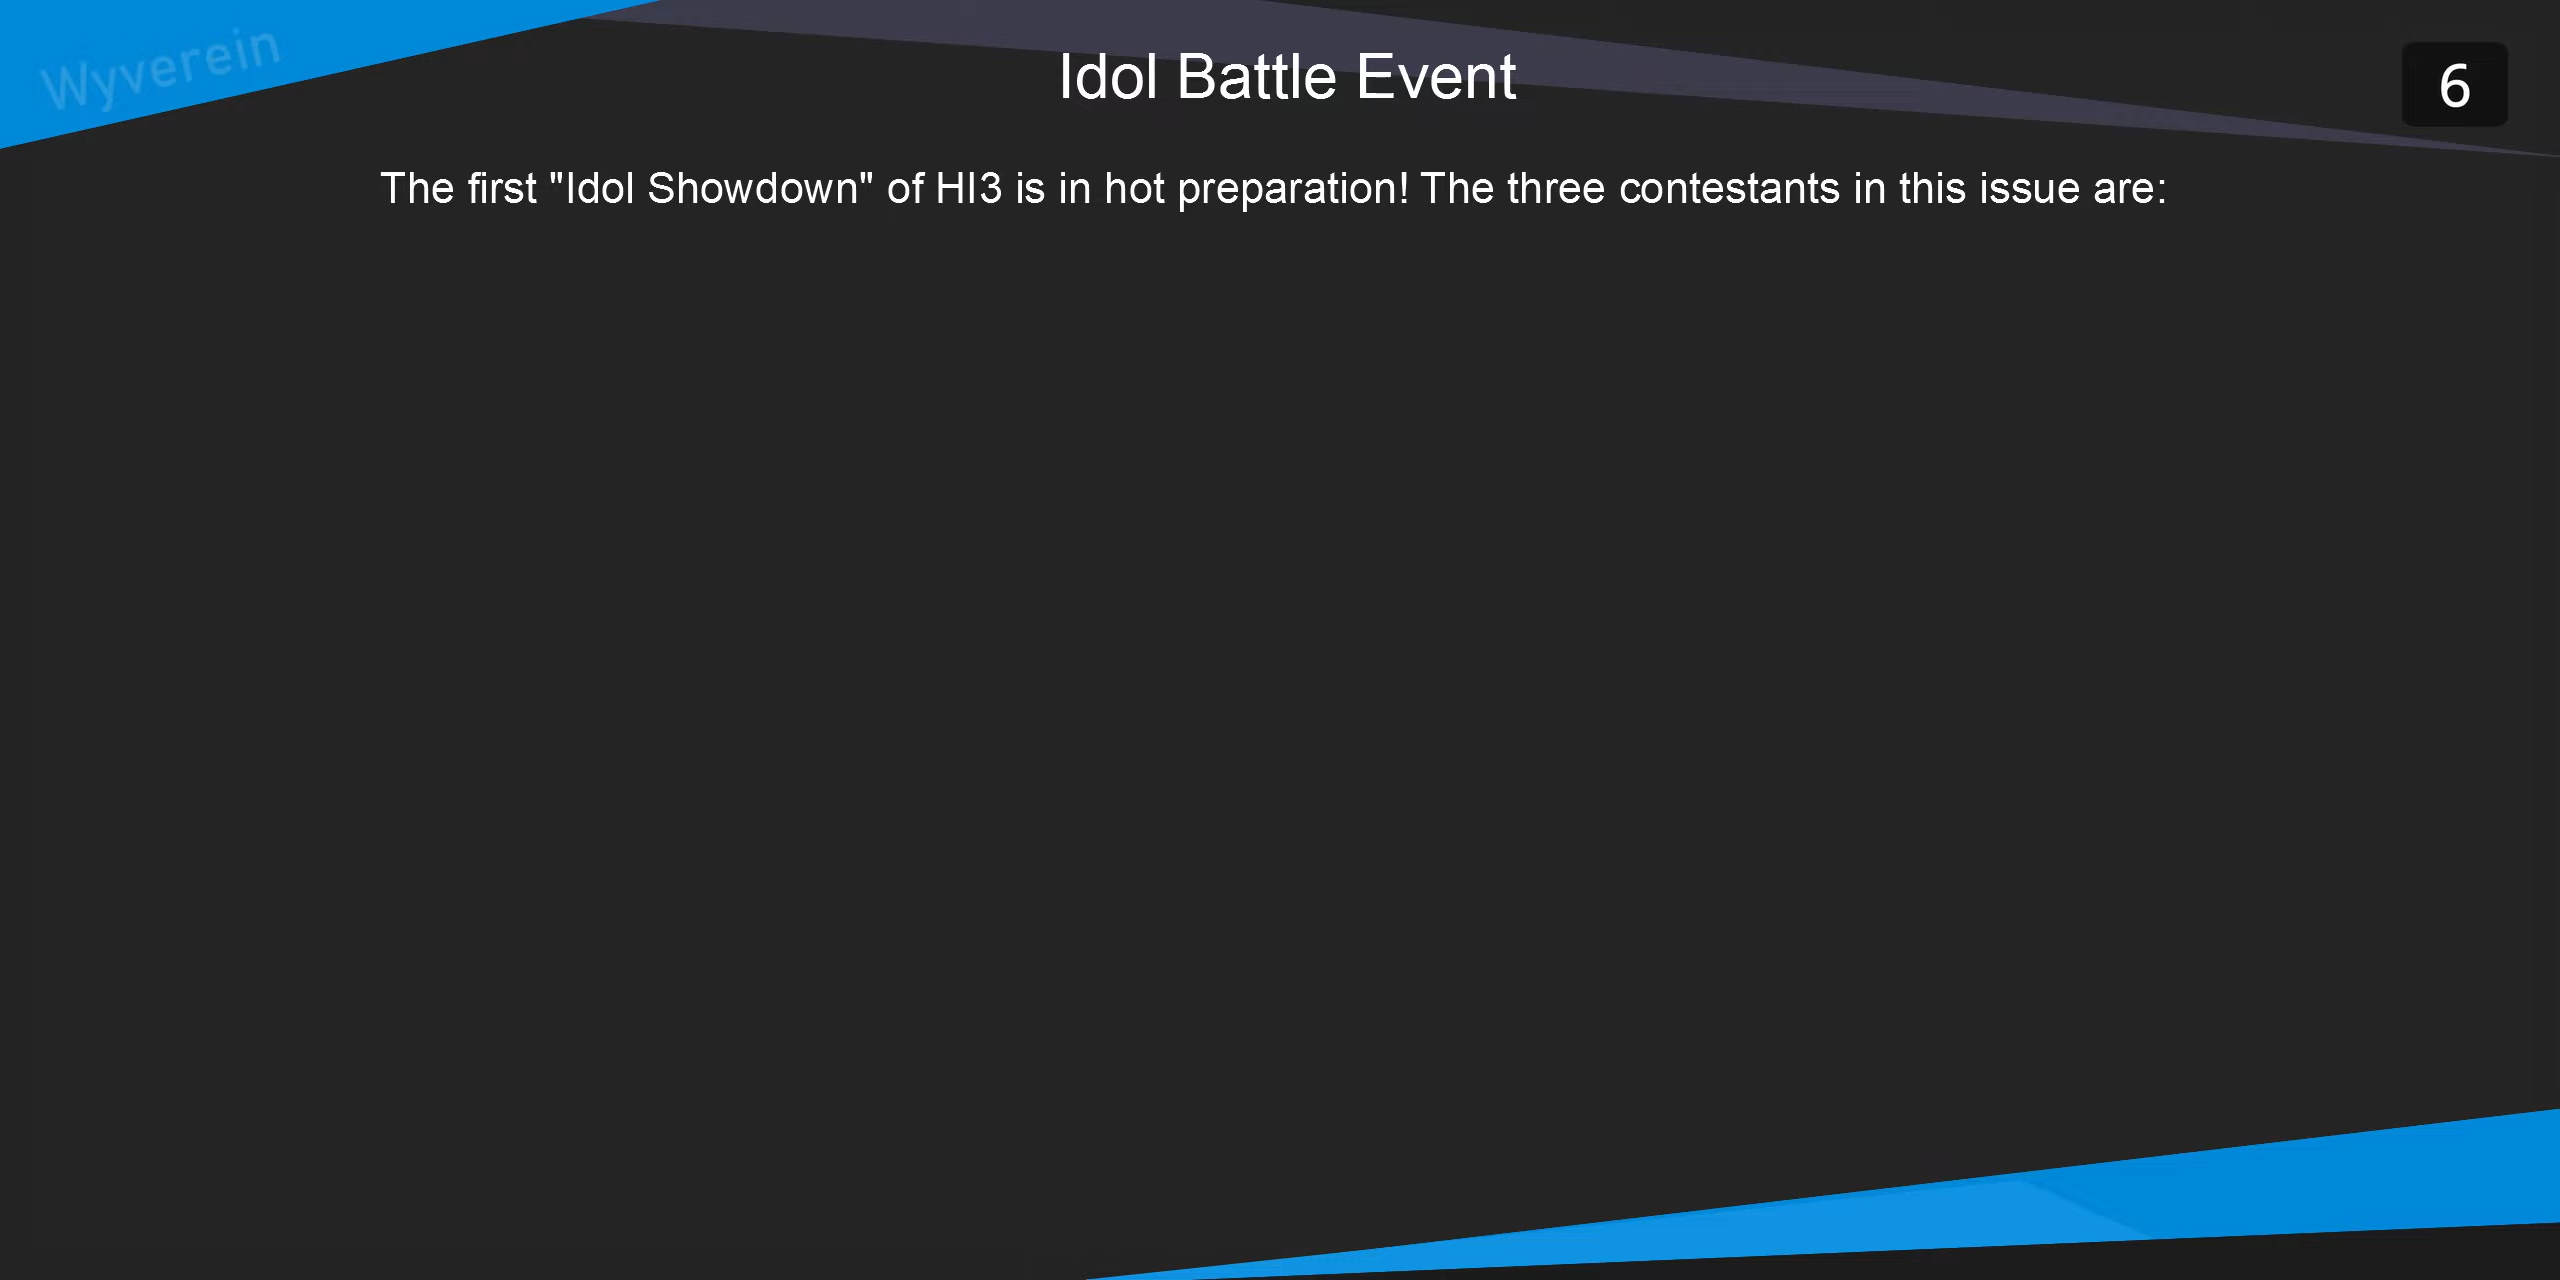 Wyverein
Idol Battle Event
6
The first "Idol Showdown" of HI3 is in hot preparation! The three contestants in this issue are: